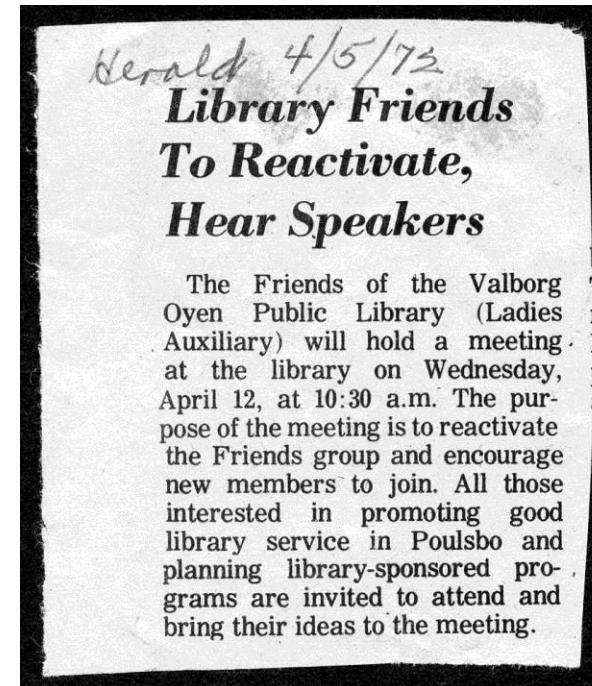 Herald 4/5/72
Library Friends
To Reactivate,
Hear Speakers
The Friends of the Valborg
Oyen Public Library (Ladies
Auxiliary) will hold a meeting
at the library on Wednesday,
April 12, at 10:30 a.m. The pur-
pose of the meeting is to reactivate
the Friends group and encourage
new members to join. All those
interested in promoting good
library service in Poulsbo and
planning library-sponsored pro-
grams are invited to attend and
bring their ideas to the meeting.